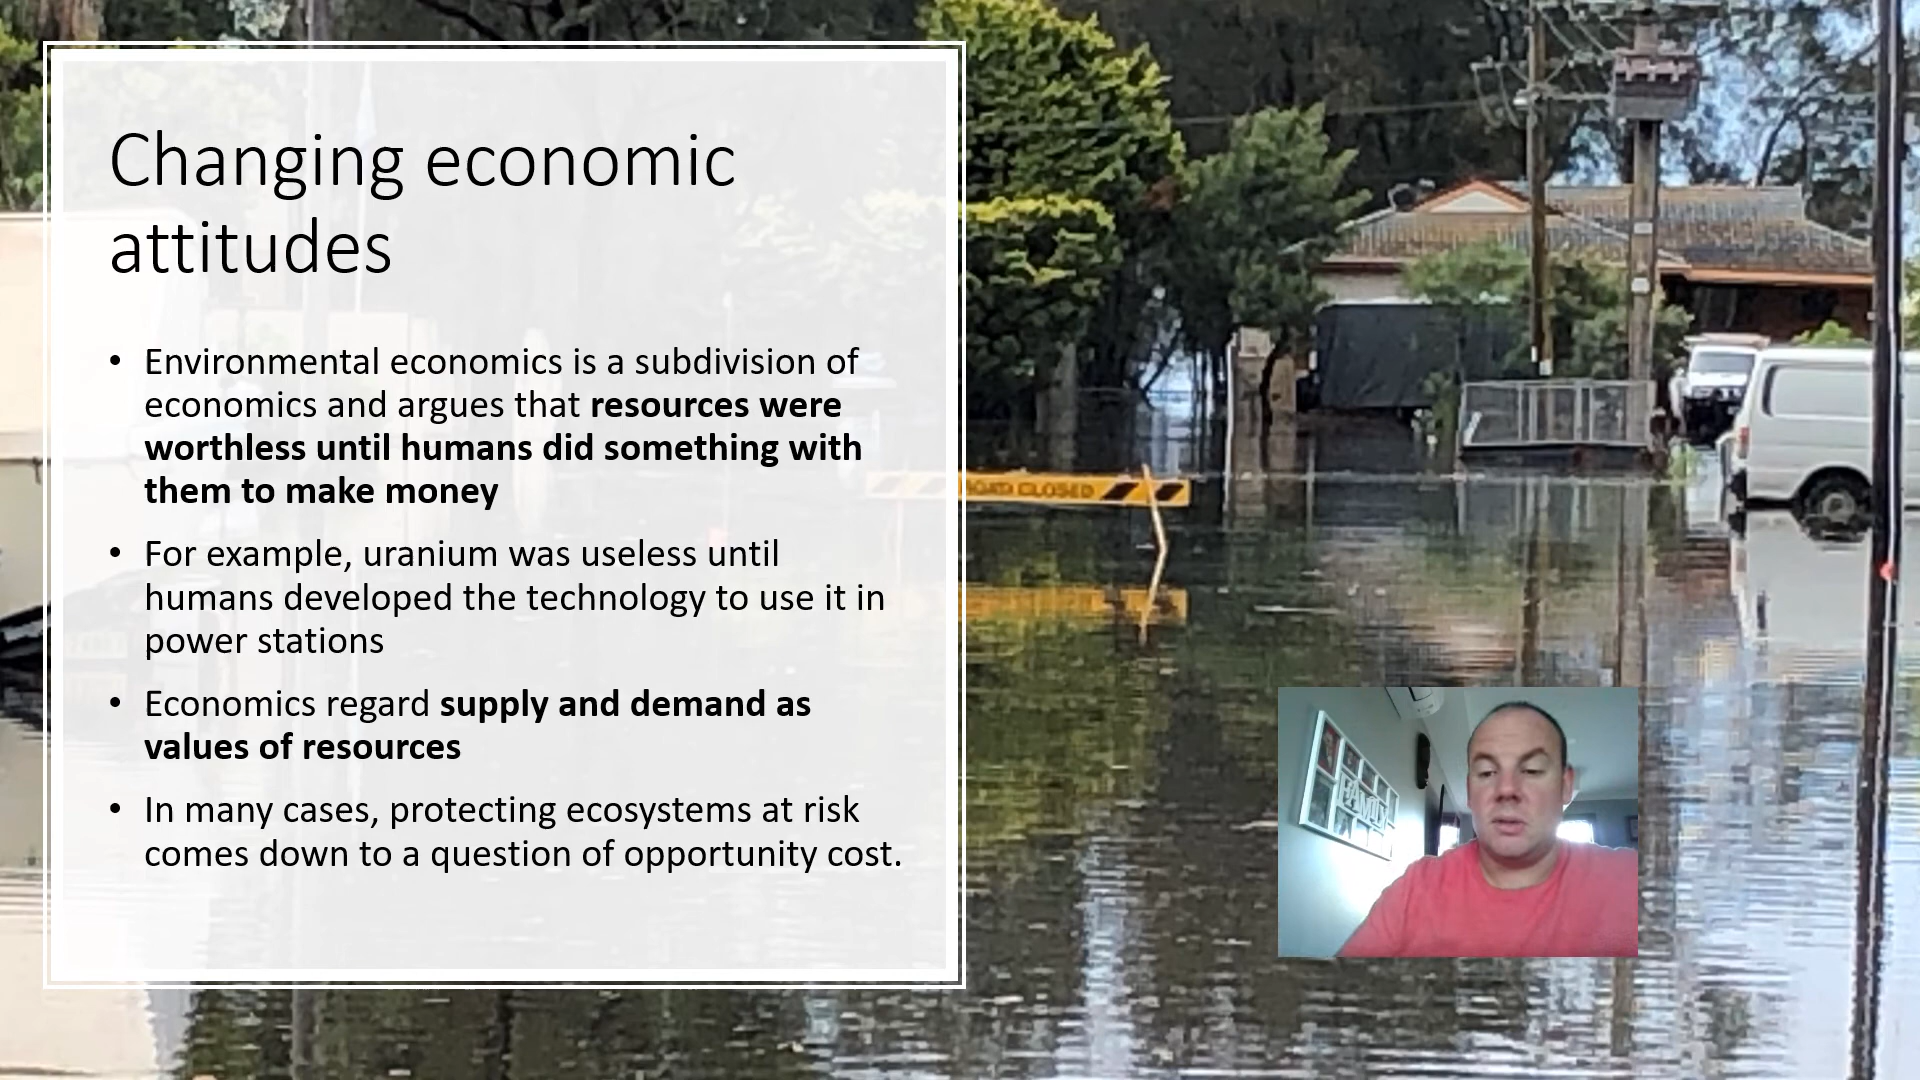 Changing economic
attitudes
• Environmental economics is a subdivision of
economics and argues that resources were
worthless until humans did something with
them to make money
• For example, uranium was useless until
humans developed the technology to use it in
power stations
• Economics regard supply and demand as
values of resources
• In many cases, protecting ecosystems at risk
comes down to a question of opportunity cost.
ROAD CLOSED
FAMILY